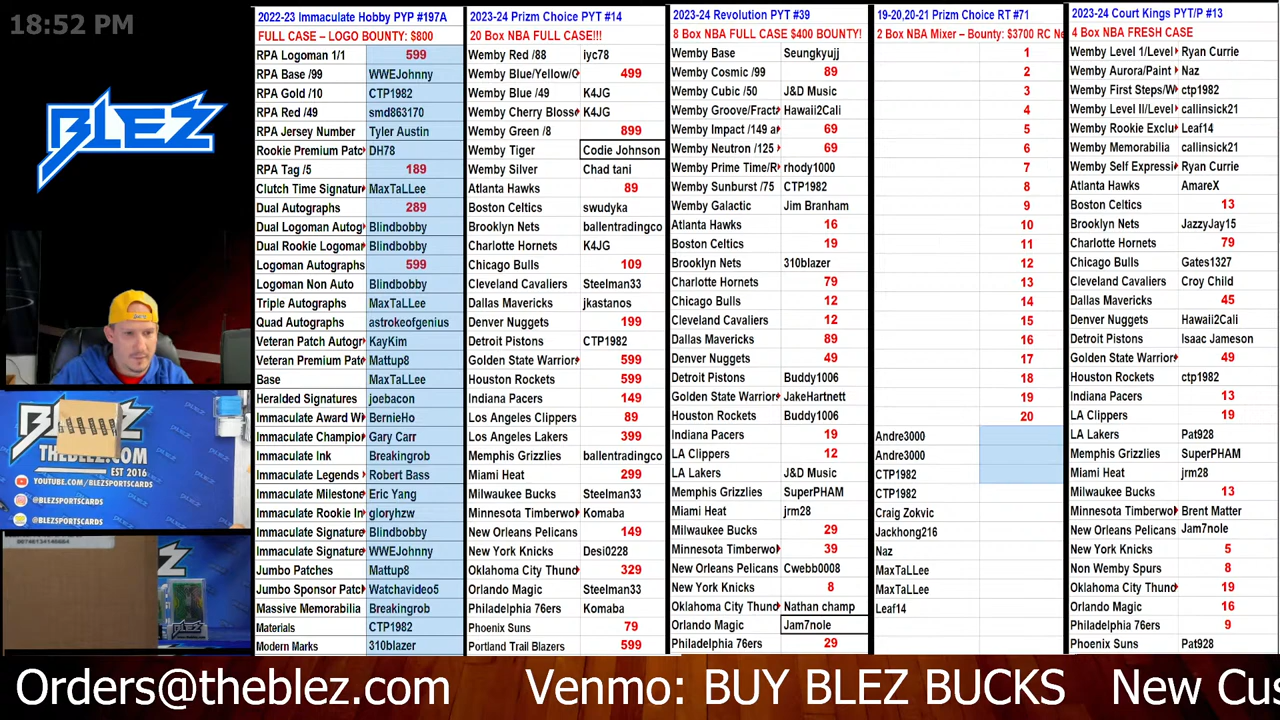 18:52 PM
BLEZ
BLEZ
THEBLEZ.COM
EST 2016
YOUTUBE.COM/BLEZSPORTSCARDS
@BLEZSPORTSCARDS
@BLEZSPORTSCARDS
2022-23 Immaculate Hobby PYP #197A
FULL CASE – LOGO BOUNTY: $800
RPA Logoman 1/1 599
RPA Base /99 WWEJohnny
RPA Gold /10 CTP1982
RPA Red /49 smd863170
RPA Jersey Number Tyler Austin
Rookie Premium Patc DH78
RPA Tag /5 189
Clutch Time Signatur MaxTaLLee
Dual Autographs 289
Dual Logoman Autog Blindbobby
Dual Rookie Logoma Blindbobby
Logoman Autographs 599
Logoman Non Auto Blindbobby
Triple Autographs MaxTaLLee
Quad Autographs astrokeofgenius
Veteran Patch Autogr KayKim
Veteran Premium Pat Mattup8
Base MaxTaLLee
Heralded Signatures joebacon
Immaculate Award W BernieHo
Immaculate Champio Gary Carr
Immaculate Ink Breakingrob
Immaculate Legends Robert Bass
Immaculate Mileston Eric Yang
Immaculate Rookie In gloryhzw
Immaculate Signature Blindbobby
Immaculate Signature WWEJohnny
Jumbo Patches Mattup8
Jumbo Sponsor Patc Watchavideo5
Massive Memorabilia Breakingrob
Materials CTP1982
Modern Marks 310blazer
2023-24 Prizm Choice PYT #14
20 Box NBA FULL CASE!!!
Wemby Red /88 iyc78
Wemby Blue/Yellow/G 499
Wemby Blue /49 K4JG
Wemby Cherry Blosso K4JG
Wemby Green /8 899
Wemby Tiger Codie Johnson
Wemby Silver Chad tani
Atlanta Hawks 89
Boston Celtics swudyka
Brooklyn Nets ballentradingco
Charlotte Hornets K4JG
Chicago Bulls 109
Cleveland Cavaliers Steelman33
Dallas Mavericks jkastanos
Denver Nuggets 199
Detroit Pistons CTP1982
Golden State Warrior 599
Houston Rockets 599
Indiana Pacers 149
Los Angeles Clippers 89
Los Angeles Lakers 399
Memphis Grizzlies ballentradingco
Miami Heat 299
Milwaukee Bucks Steelman33
Minnesota Timberwo Komaba
New Orleans Pelicans 149
New York Knicks Desi0228
Oklahoma City Thund 329
Orlando Magic Steelman33
Philadelphia 76ers Komaba
Phoenix Suns 79
Portland Trail Blazers 599
2023-24 Revolution PYT #39
8 Box NBA FULL CASE $400 BOUNTY!
Wemby Base Seungkyujj
Wemby Cosmic /99 89
Wemby Cubic /50 J&D Music
Wemby Groove/Fract Hawaii2Cali
Wemby Impact /149 a 69
Wemby Neutron /125 69
Wemby Prime Time/R rhody1000
Wemby Sunburst /75 CTP1982
Wemby Galactic Jim Branham
Atlanta Hawks 16
Boston Celtics 19
Brooklyn Nets 310blazer
Charlotte Hornets 79
Chicago Bulls 12
Cleveland Cavaliers 12
Dallas Mavericks 89
Denver Nuggets 49
Detroit Pistons Buddy1006
Golden State Warrior JakeHartnett
Houston Rockets Buddy1006
Indiana Pacers 19
LA Clippers 12
LA Lakers J&D Music
Memphis Grizzlies SuperPHAM
Miami Heat jrm28
Milwaukee Bucks 29
Minnesota Timberwo 39
New Orleans Pelicans Cwebb0008
New York Knicks 8
Oklahoma City Thund Nathan champ
Orlando Magic Jam7nole
Philadelphia 76ers 29
19-20,20-21 Prizm Choice RT #71
2 Box NBA Mixer – Bounty: $3700 RC Ne
1
2
3
4
5
6
7
8
9
10
11
12
13
14
15
16
17
18
19
20
Andre3000
Andre3000
CTP1982
CTP1982
Craig Zokvic
Jackhong216
Naz
MaxTaLLee
MaxTaLLee
Leaf14
2023-24 Court Kings PYT/P #13
4 Box NBA FRESH CASE
Wemby Level 1/Level Ryan Currie
Wemby Aurora/Paint Naz
Wemby First Steps/W ctp1982
Wemby Level II/Level callinsick21
Wemby Rookie Exclu Leaf14
Wemby Memorabilia callinsick21
Wemby Self Expressi Ryan Currie
Atlanta Hawks AmareX
Boston Celtics 13
Brooklyn Nets JazzyJay15
Charlotte Hornets 79
Chicago Bulls Gates1327
Cleveland Cavaliers Croy Child
Dallas Mavericks 45
Denver Nuggets Hawaii2Cali
Detroit Pistons Isaac Jameson
Golden State Warrior 49
Houston Rockets ctp1982
Indiana Pacers 13
LA Clippers 19
LA Lakers Pat928
Memphis Grizzlies SuperPHAM
Miami Heat jrm28
Milwaukee Bucks 13
Minnesota Timberwo Brent Matter
New Orleans Pelicans Jam7nole
New York Knicks 5
Non Wemby Spurs 8
Oklahoma City Thund 19
Orlando Magic 16
Philadelphia 76ers 9
Phoenix Suns Pat928
Orders@theblez.com Venmo: BUY BLEZ BUCKS New Cus